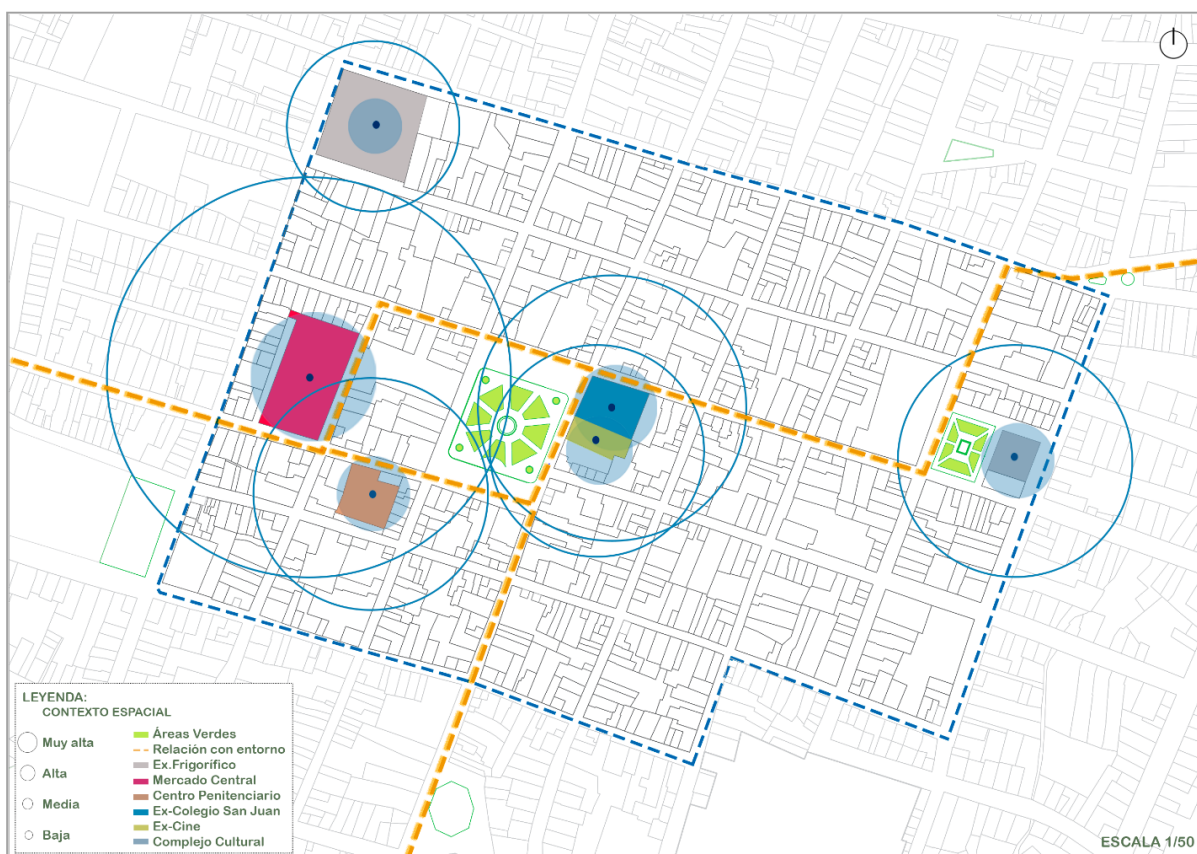 LEYENDA:
CONTEXTO ESPACIAL
Muy alta
Alta
Media
Baja
Áreas Verdes
Relación con entorno
Ex.Frigorífico
Mercado Central
Centro Penitenciario
Ex-Colegio San Juan
Ex-Cine
Complejo Cultural
ESCALA 1/50